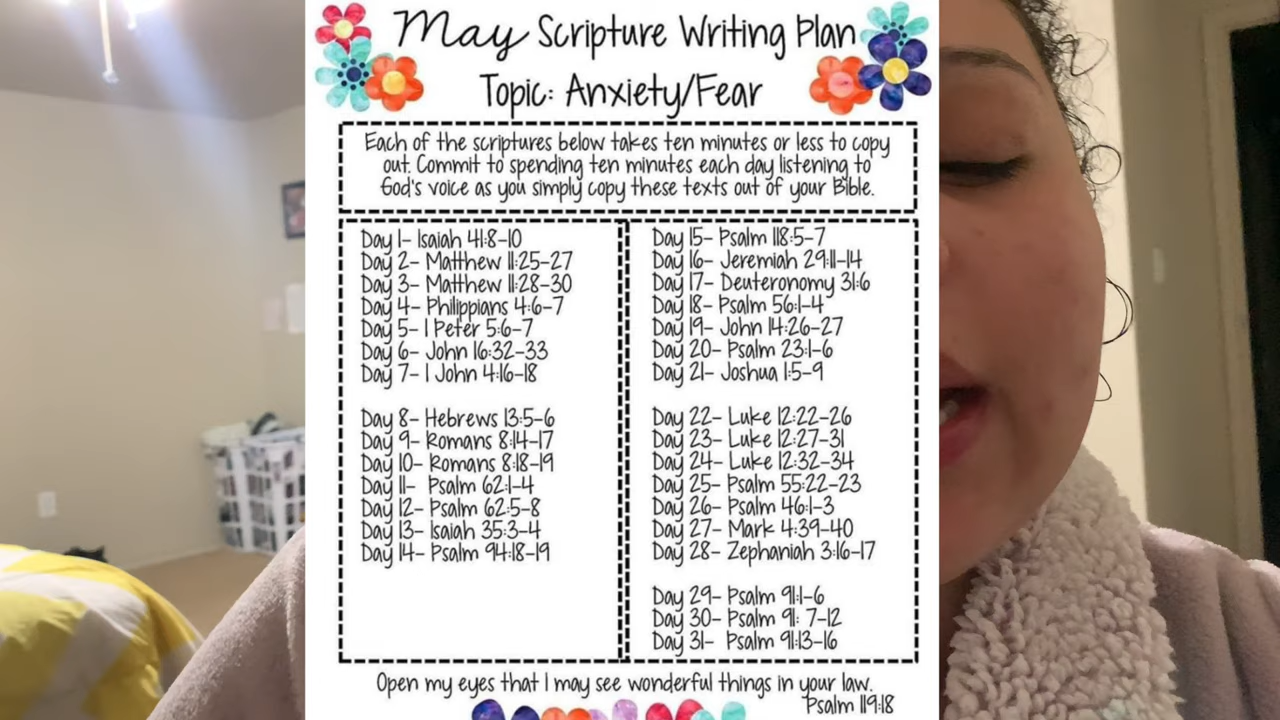 May Scripture Writing Plan
Topic: Anxiety/Fear
Each of the scriptures below takes ten minutes or less to copy
out. Commit to spending ten minutes each day listening to
God's voice as you simply copy these texts out of your Bible.
Day 1- Isaiah 41:8-10
Day 2- Matthew 11:25-27
Day 3- Matthew 11:28-30
Day 4- Philippians 4:6-7
Day 5- 1 Peter 5:6-7
Day 6- John 16:32-33
Day 7- 1 John 4:16-18
Day 8- Hebrews 13:5-6
Day 9- Romans 8:14-17
Day 10- Romans 8:18-19
Day 11- Psalm 62:1-4
Day 12- Psalm 62:5-8
Day 13- Isaiah 35:3-4
Day 14- Psalm 94:18-19
Day 15- Psalm 118:5-7
Day 16- Jeremiah 29:11-14
Day 17- Deuteronomy 31:6
Day 18- Psalm 56:1-4
Day 19- John 14:26-27
Day 20- Psalm 23:1-6
Day 21- Joshua 1:5-9
Day 22- Luke 12:22-26
Day 23- Luke 12:27-31
Day 24- Luke 12:32-34
Day 25- Psalm 55:22-23
Day 26- Psalm 46:1-3
Day 27- Mark 4:39-40
Day 28- Zephaniah 3:16-17
Day 29- Psalm 91:1-6
Day 30- Psalm 91: 7-12
Day 31- Psalm 91:13-16
Open my eyes that I may see wonderful things in your law.
Psalm 119:18